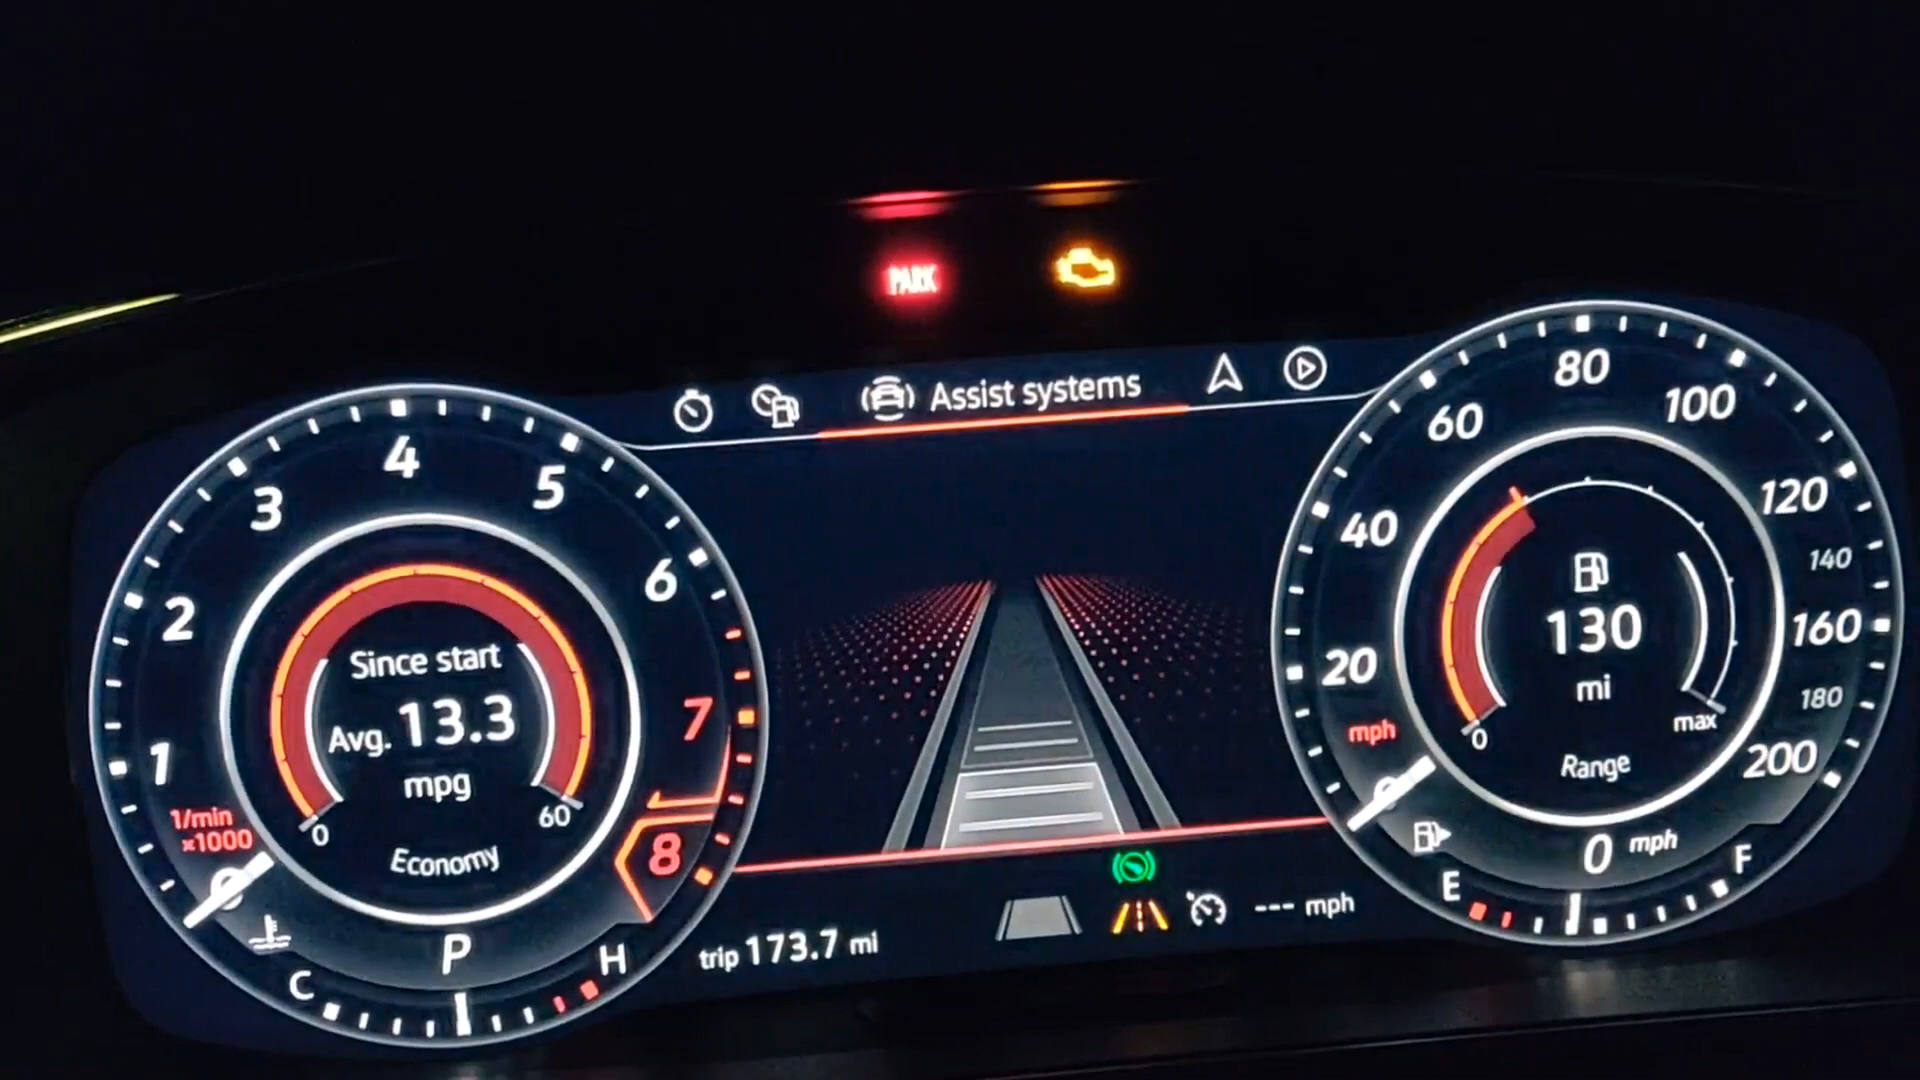 PARK
Assist systems
1
2
3
4
5
6
7
8
1/min
x1000
Since start
Avg. 13.3
mpg
0
60
Economy
P
C
H
trip 173.7 mi
--- mph
20
40
60
80
100
120
140
160
180
200
mph
0
130
mi
0
max
Range
0 mph
E
F